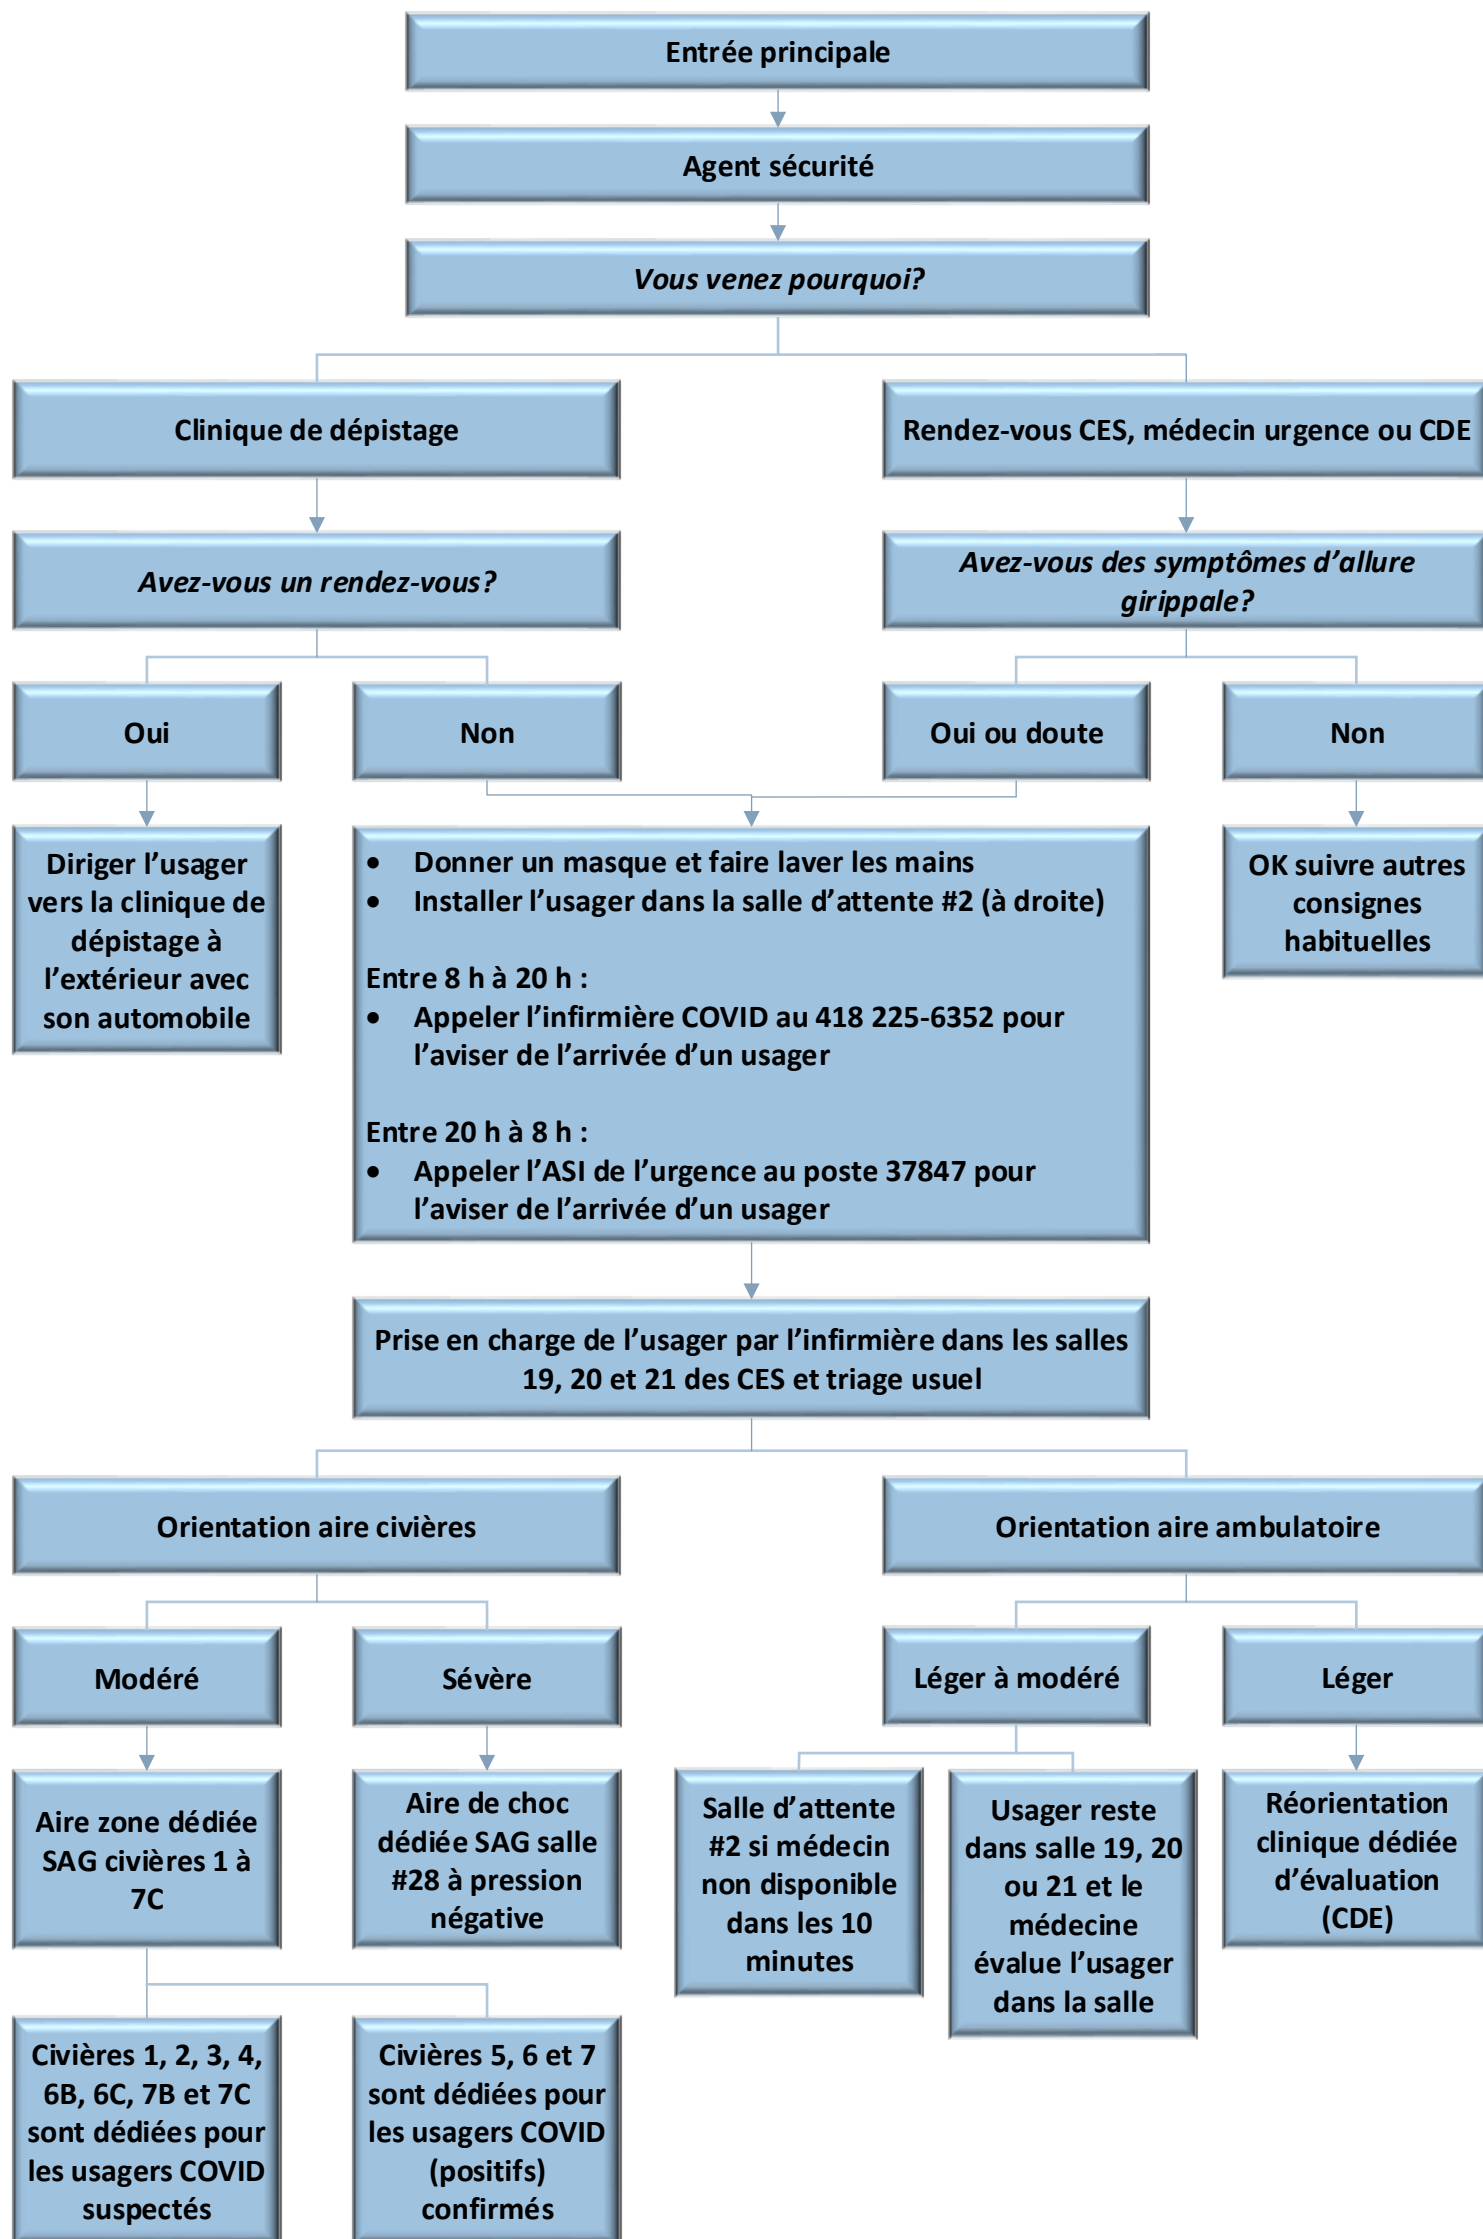 Entrée principale
Agent sécurité
Vous venez pourquoi?
Clinique de dépistage
Rendez-vous CES, médecin urgence ou CDE
Avez-vous un rendez-vous?
Avez-vous des symptômes d'allure
girippale?
Oui
Non
Oui ou doute
Non
Diriger l'usager
vers la clinique de
dépistage à
l'extérieur avec
son automobile
• Donner un masque et faire laver les mains
• Installer l'usager dans la salle d'attente #2 (à droite)
Entre 8 h à 20 h :
• Appeler l'infirmière COVID au 418 225-6352 pour
l'aviser de l'arrivée d'un usager
Entre 20 h à 8 h :
• Appeler l'ASI de l'urgence au poste 37847 pour
l'aviser de l'arrivée d'un usager
OK suivre autres
consignes
habituelles
Prise en charge de l'usager par l'infirmière dans les salles
19, 20 et 21 des CES et triage usuel
Orientation aire civières
Orientation aire ambulatoire
Modéré
Sévère
Léger à modéré
Léger
Aire zone dédiée
SAG civières 1 à
7C
Aire de choc
dédiée SAG salle
#28 à pression
négative
Salle d'attente
#2 si médecin
non disponible
dans les 10
minutes
Usager reste
dans salle 19, 20
ou 21 et le
médecine
évalue l'usager
dans la salle
Réorientation
clinique dédiée
d'évaluation
(CDE)
Civières 1, 2, 3, 4,
6B, 6C, 7B et 7C
sont dédiées pour
les usagers COVID
suspectés
Civières 5, 6 et 7
sont dédiées pour
les usagers COVID
(positifs)
confirmés